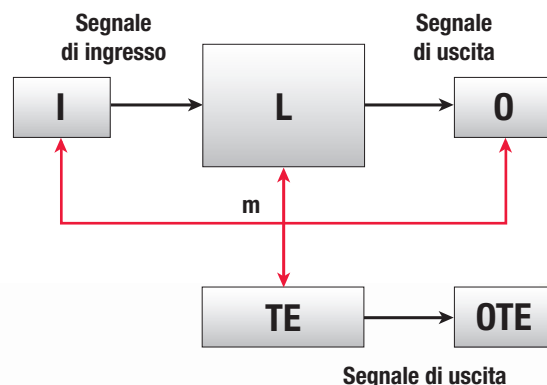 Segnale
di ingresso
Segnale
di uscita
I
L
O
m
TE
OTE
Segnale di uscita